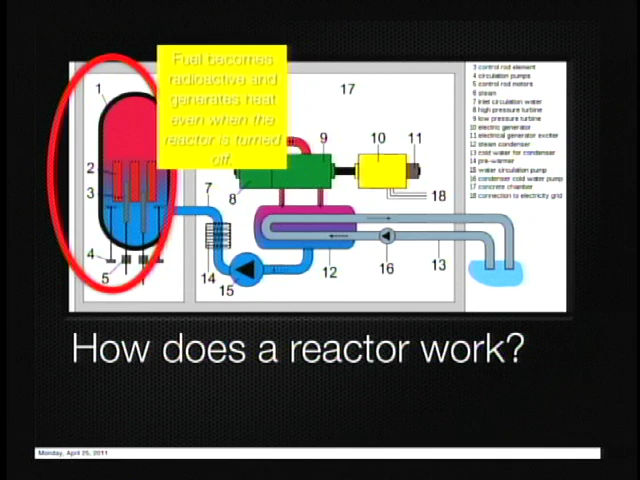 Fuel becomes
radioactive and
generates heat
even when the
reactor is turned
off.
1
2
3
4
5
7
8
9
10
11
12
13
14
15
16
17
18
3 control rod element
4 circulation pumps
5 control rod motors
6 steam
7 inlet circulation water
8 high pressure turbine
9 low pressure turbine
10 electric generator
11 electrical generator exciter
12 steam condenser
13 cold water for condenser
14 pre-warmer
15 water circulation pump
16 condenser cold water pump
17 concrete chamber
18 connection to electricity grid
How does a reactor work?
Monday, April 25, 2011